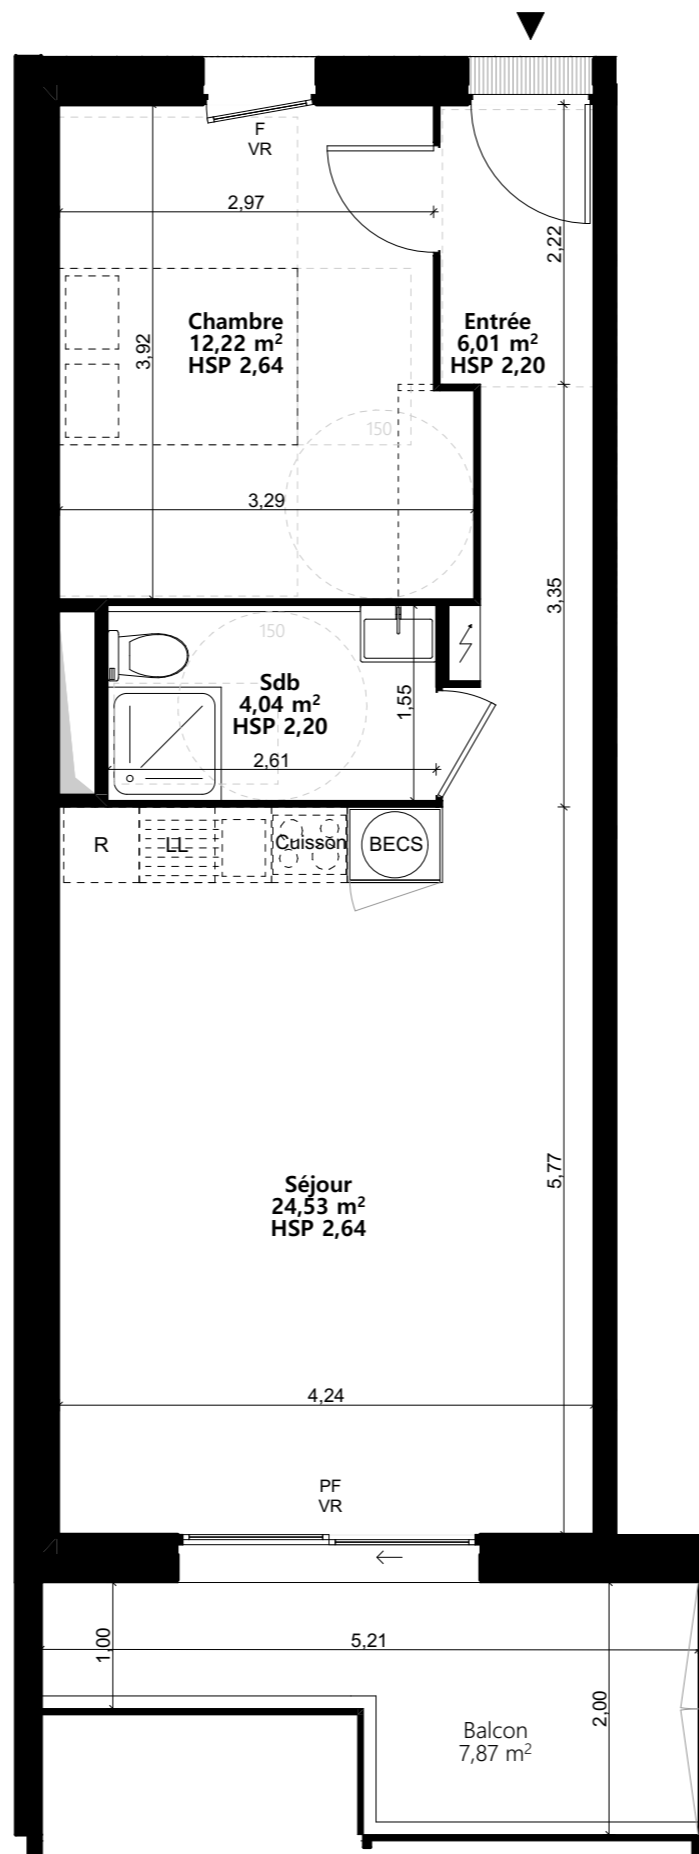 F
VR
2,97
2,22
Chambre
12,22 m²
HSP 2,64
Entrée
6,01 m²
HSP 2,20
3,92
150
3,29
3,35
150
Sdb
4,04 m²
HSP 2,20
1,55
2,61
R
LL
Cuisson
BECS
5,77
Séjour
24,53 m²
HSP 2,64
4,24
PF
VR
1,00
5,21
2,00
Balcon
7,87 m²